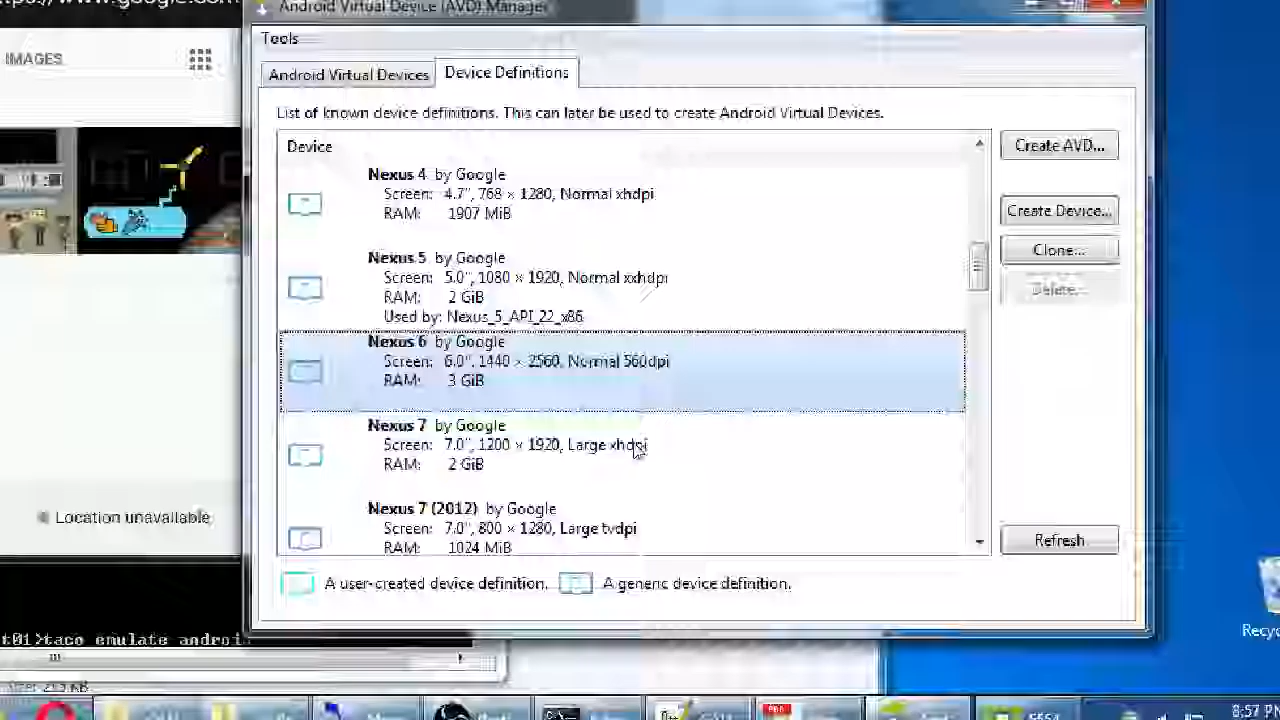 Android Virtual Device (AVD) Manager
IMAGES
Tools
Android Virtual Devices
Device Definitions
List of known device definitions. This can later be used to create Android Virtual Devices.
Device
Nexus 4 by Google
Screen: 4.7", 768 × 1280, Normal xhdpi
RAM: 1907 MiB
Nexus 5 by Google
Screen: 5.0", 1080 × 1920, Normal xxhdpi
RAM: 2 GiB
Used by: Nexus_5_API_22_x86
Nexus 6 by Google
Screen: 6.0", 1440 × 2560, Normal 560dpi
RAM: 3 GiB
Nexus 7 by Google
Screen: 7.0", 1200 × 1920, Large xhdpi
RAM: 2 GiB
Nexus 7 (2012) by Google
Screen: 7.0", 800 × 1280, Large tvdpi
RAM: 1024 MiB
A user-created device definition.
A generic device definition.
Create AVD...
Create Device...
Clone...
Delete...
Refresh
Location unavailable
t01>taco emulate android
Recyc
8:57 PM